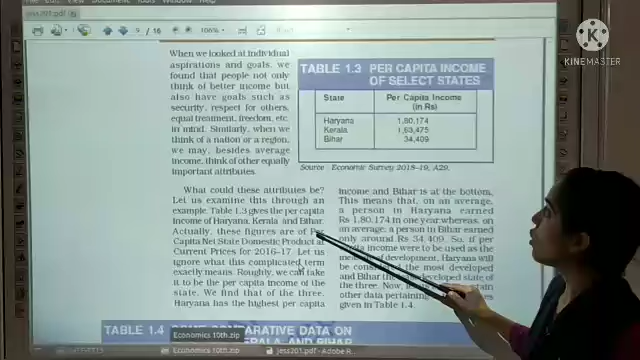 jess201.pdf
9 / 16
106%
KINEMASTER
When we looked at individual
aspirations and goals, we
found that people not only
think of better income but
also have goals such as
security, respect for others,
equal treatment, freedom, etc.
in mind. Similarly, when we
think of a nation or a region,
we may, besides average
income, think of other equally
important attributes.
TABLE 1.3 PER CAPITA INCOME
OF SELECT STATES
State Per Capita Income
(in Rs)
Haryana 1,80,174
Kerala 1,63,475
Bihar 34,409
Source : Economic Survey 2018-19, A29.
What could these attributes be?
Let us examine this through an
example. Table 1.3 gives the per capita
income of Haryana, Kerala and Bihar.
Actually, these figures are of Per
Capita Net State Domestic Product at
Current Prices for 2016–17. Let us
ignore what this complicated term
exactly means. Roughly, we can take
it to be the per capita income of the
state. We find that of the three,
Haryana has the highest per capita
income and Bihar is at the bottom.
This means that, on an average,
a person in Haryana earned
Rs 1,80,174 in one year whereas, on
an average, a person in Bihar earned
only around Rs 34,409. So, if per
income were to be used as the
of development, Haryana will
be the most developed
and Bihar developed state of
the three. Now,
data pertaining
given in Table 1.4.
TABLE 1.4 COMPARATIVE DATA ON
AND BIHAR
Economics 10th.zip
Economics 10th.zip
jess201.pdf - Adobe R...